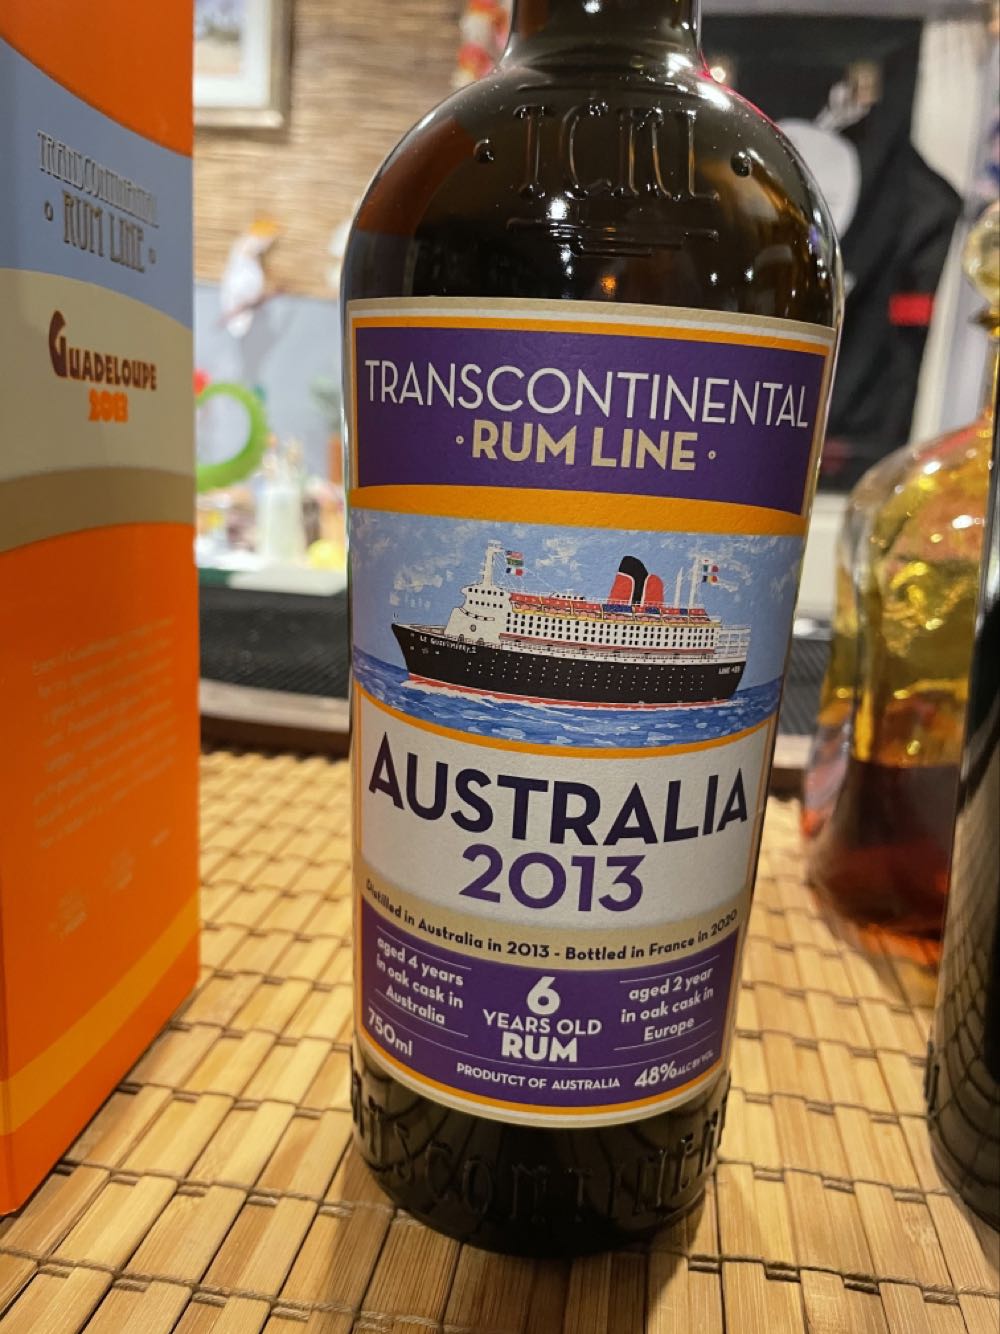 TRANSCONTINENTAL
RUM LINE
GUADELOUPE
2013
TCRL
TRANSCONTINENTAL
RUM LINE
AUSTRALIA
2013
Distilled in Australia in 2013 - Bottled in France in 2020
aged 4 years
in oak cask in
Australia
750ml
6
YEARS OLD
RUM
aged 2 year
in oak cask in
Europe
PRODUTCT OF AUSTRALIA
48% ALC BY VOL